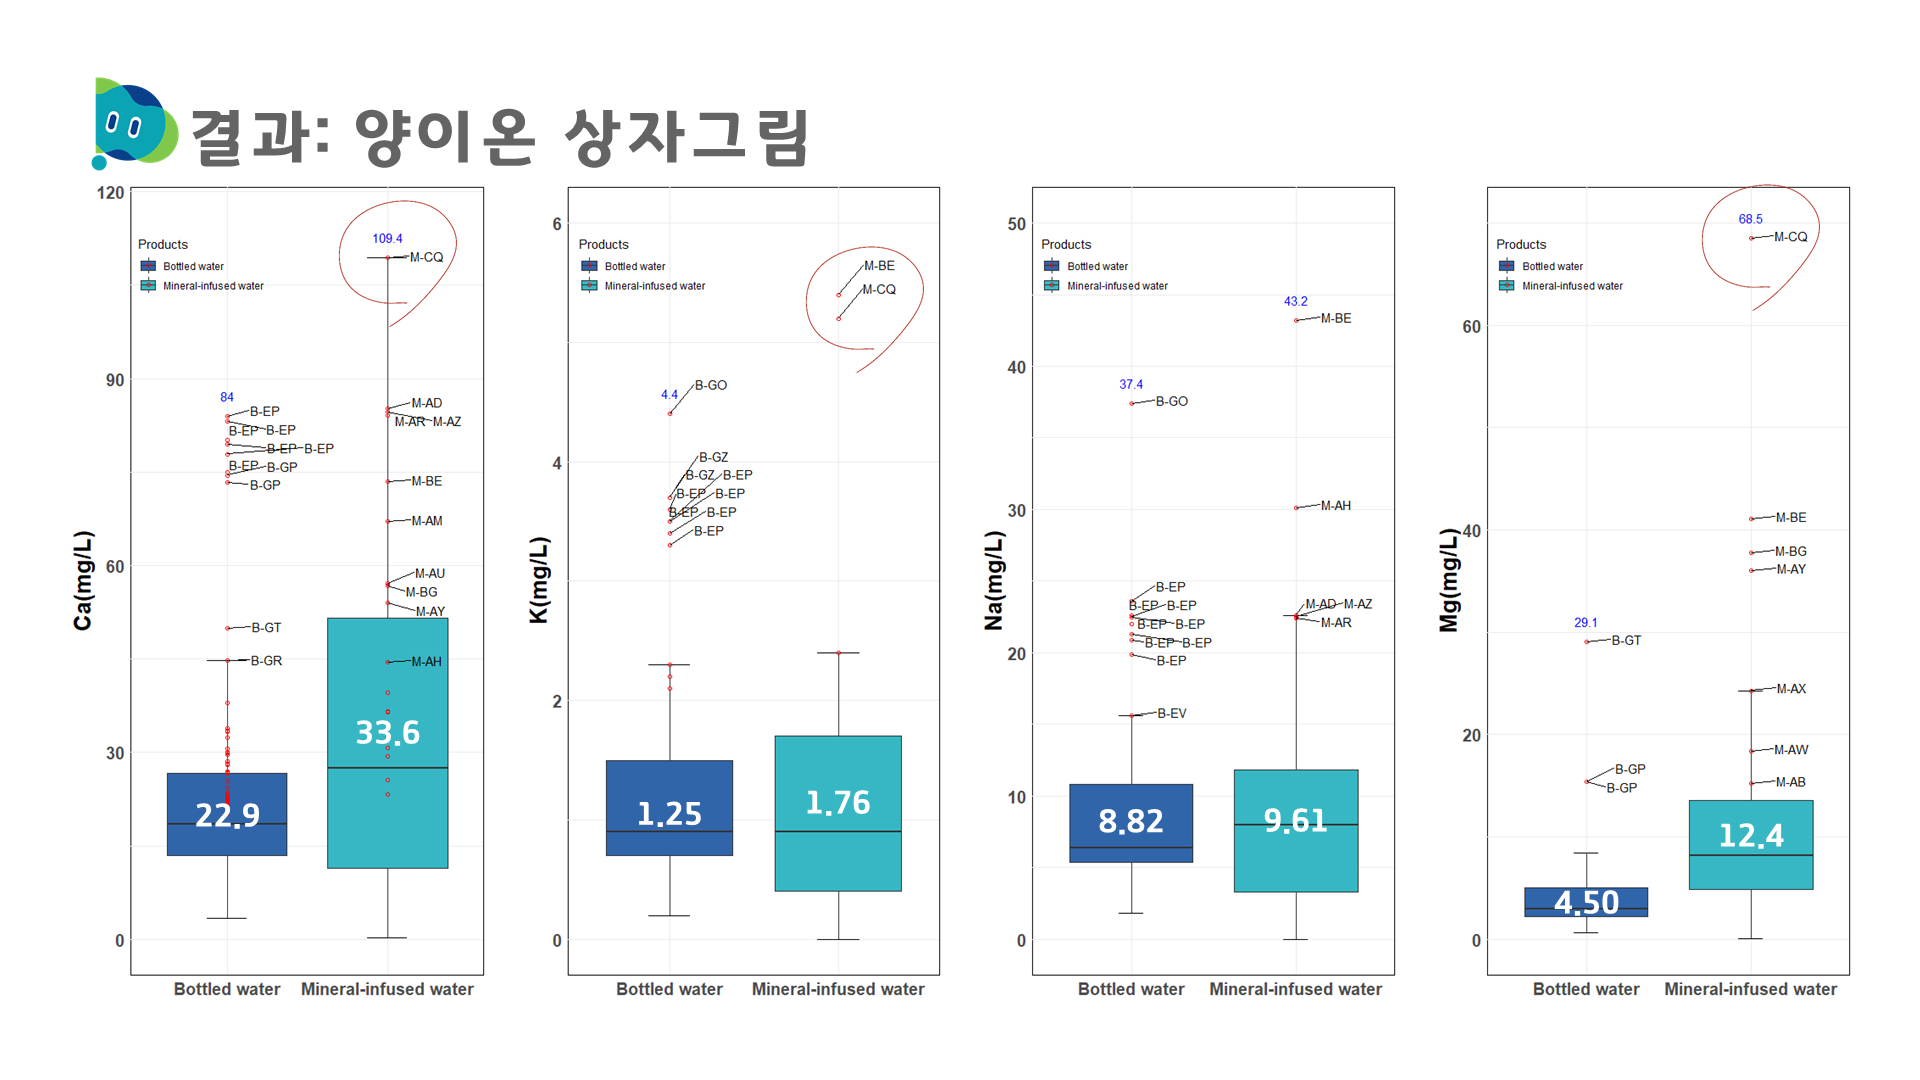 결과: 양이온 상자그림
Ca(mg/L)
120
90
60
30
0
Products
Bottled water
Mineral-infused water
84
B-EP
B-EP B-EP
B-EP B-EP
B-EP B-GP
B-GP
B-GT
B-GR
22.9
109.4
M-CQ
M-AD
M-AR M-AZ
M-BE
M-AM
M-AU
M-BG
M-AY
M-AH
33.6
Bottled water Mineral-infused water
K(mg/L)
6
4
2
0
Products
Bottled water
Mineral-infused water
4.4
B-GO
B-GZ
B-GZ B-EP
B-EP B-EP
B-EP B-EP
B-EP
1.25
M-BE
M-CQ
1.76
Bottled water Mineral-infused water
Na(mg/L)
50
40
30
20
10
0
Products
Bottled water
Mineral-infused water
37.4
B-GO
B-EP
B-EP B-EP
B-EP B-EP
B-EP B-EP
B-EP
B-EV
8.82
43.2
M-BE
M-AH
M-AD M-AZ
M-AR
9.61
Bottled water Mineral-infused water
Mg(mg/L)
60
40
20
0
Products
Bottled water
Mineral-infused water
29.1
B-GT
B-GP
B-GP
4.50
68.5
M-CQ
M-BE
M-BG
M-AY
M-AX
M-AW
M-AB
12.4
Bottled water Mineral-infused water